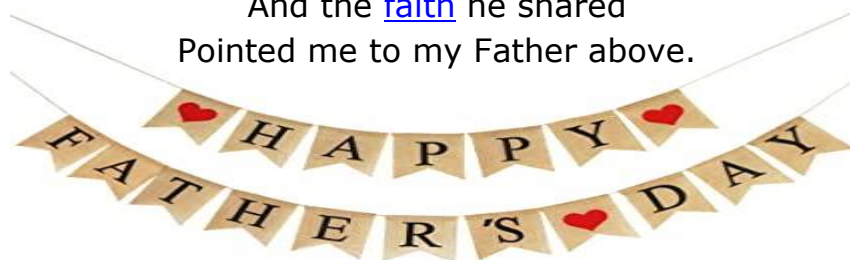 And the faith he shared
Pointed me to my Father above.
HAPPY
FATHER'S DAY